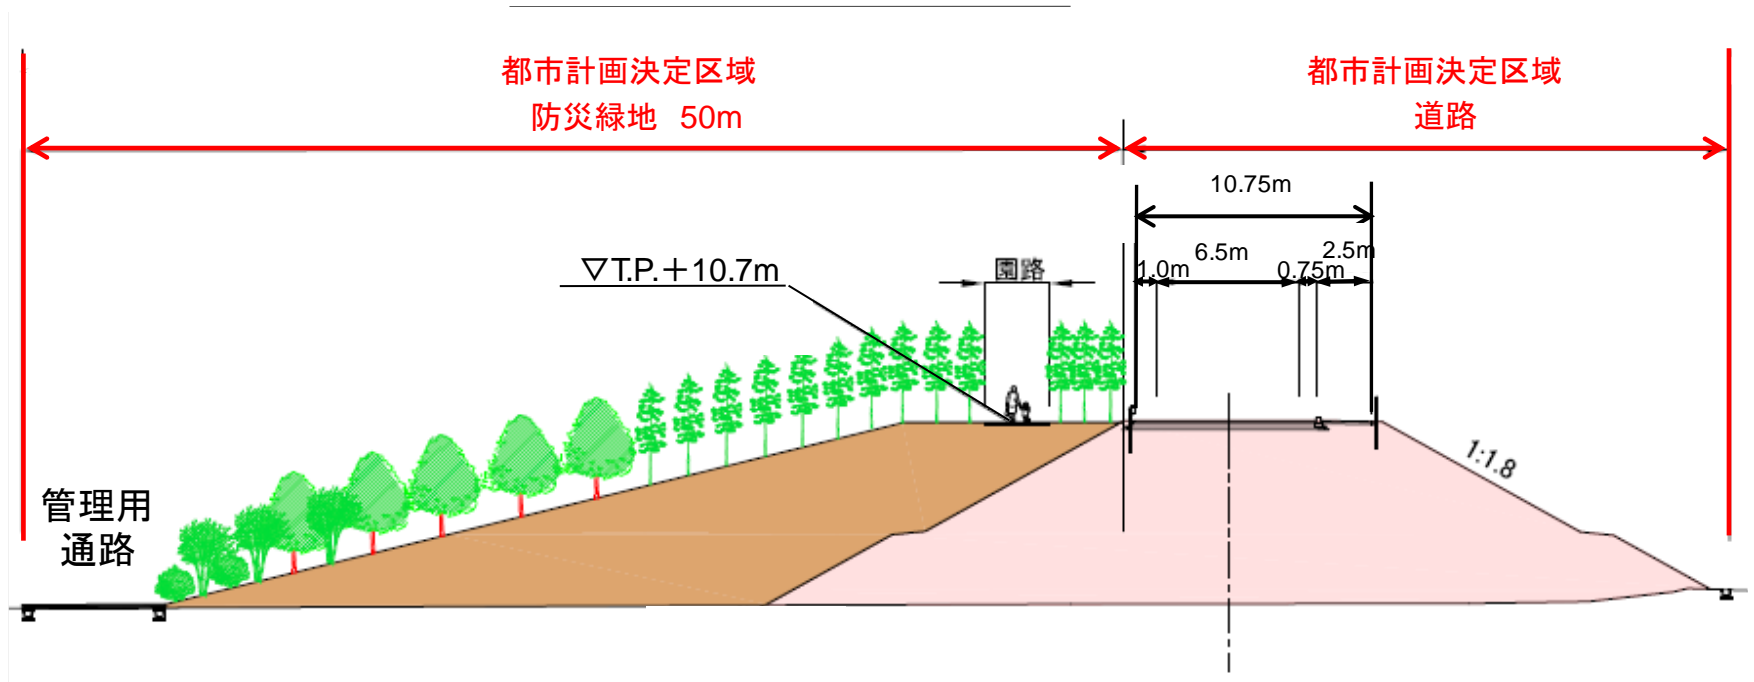 都市計画決定区域
防災緑地 50m
都市計画決定区域
道路
10.75m
6.5m
2.5m
1.0m
0.75m
▽T.P.＋10.7m
園路
1:1.8
管理用
通路